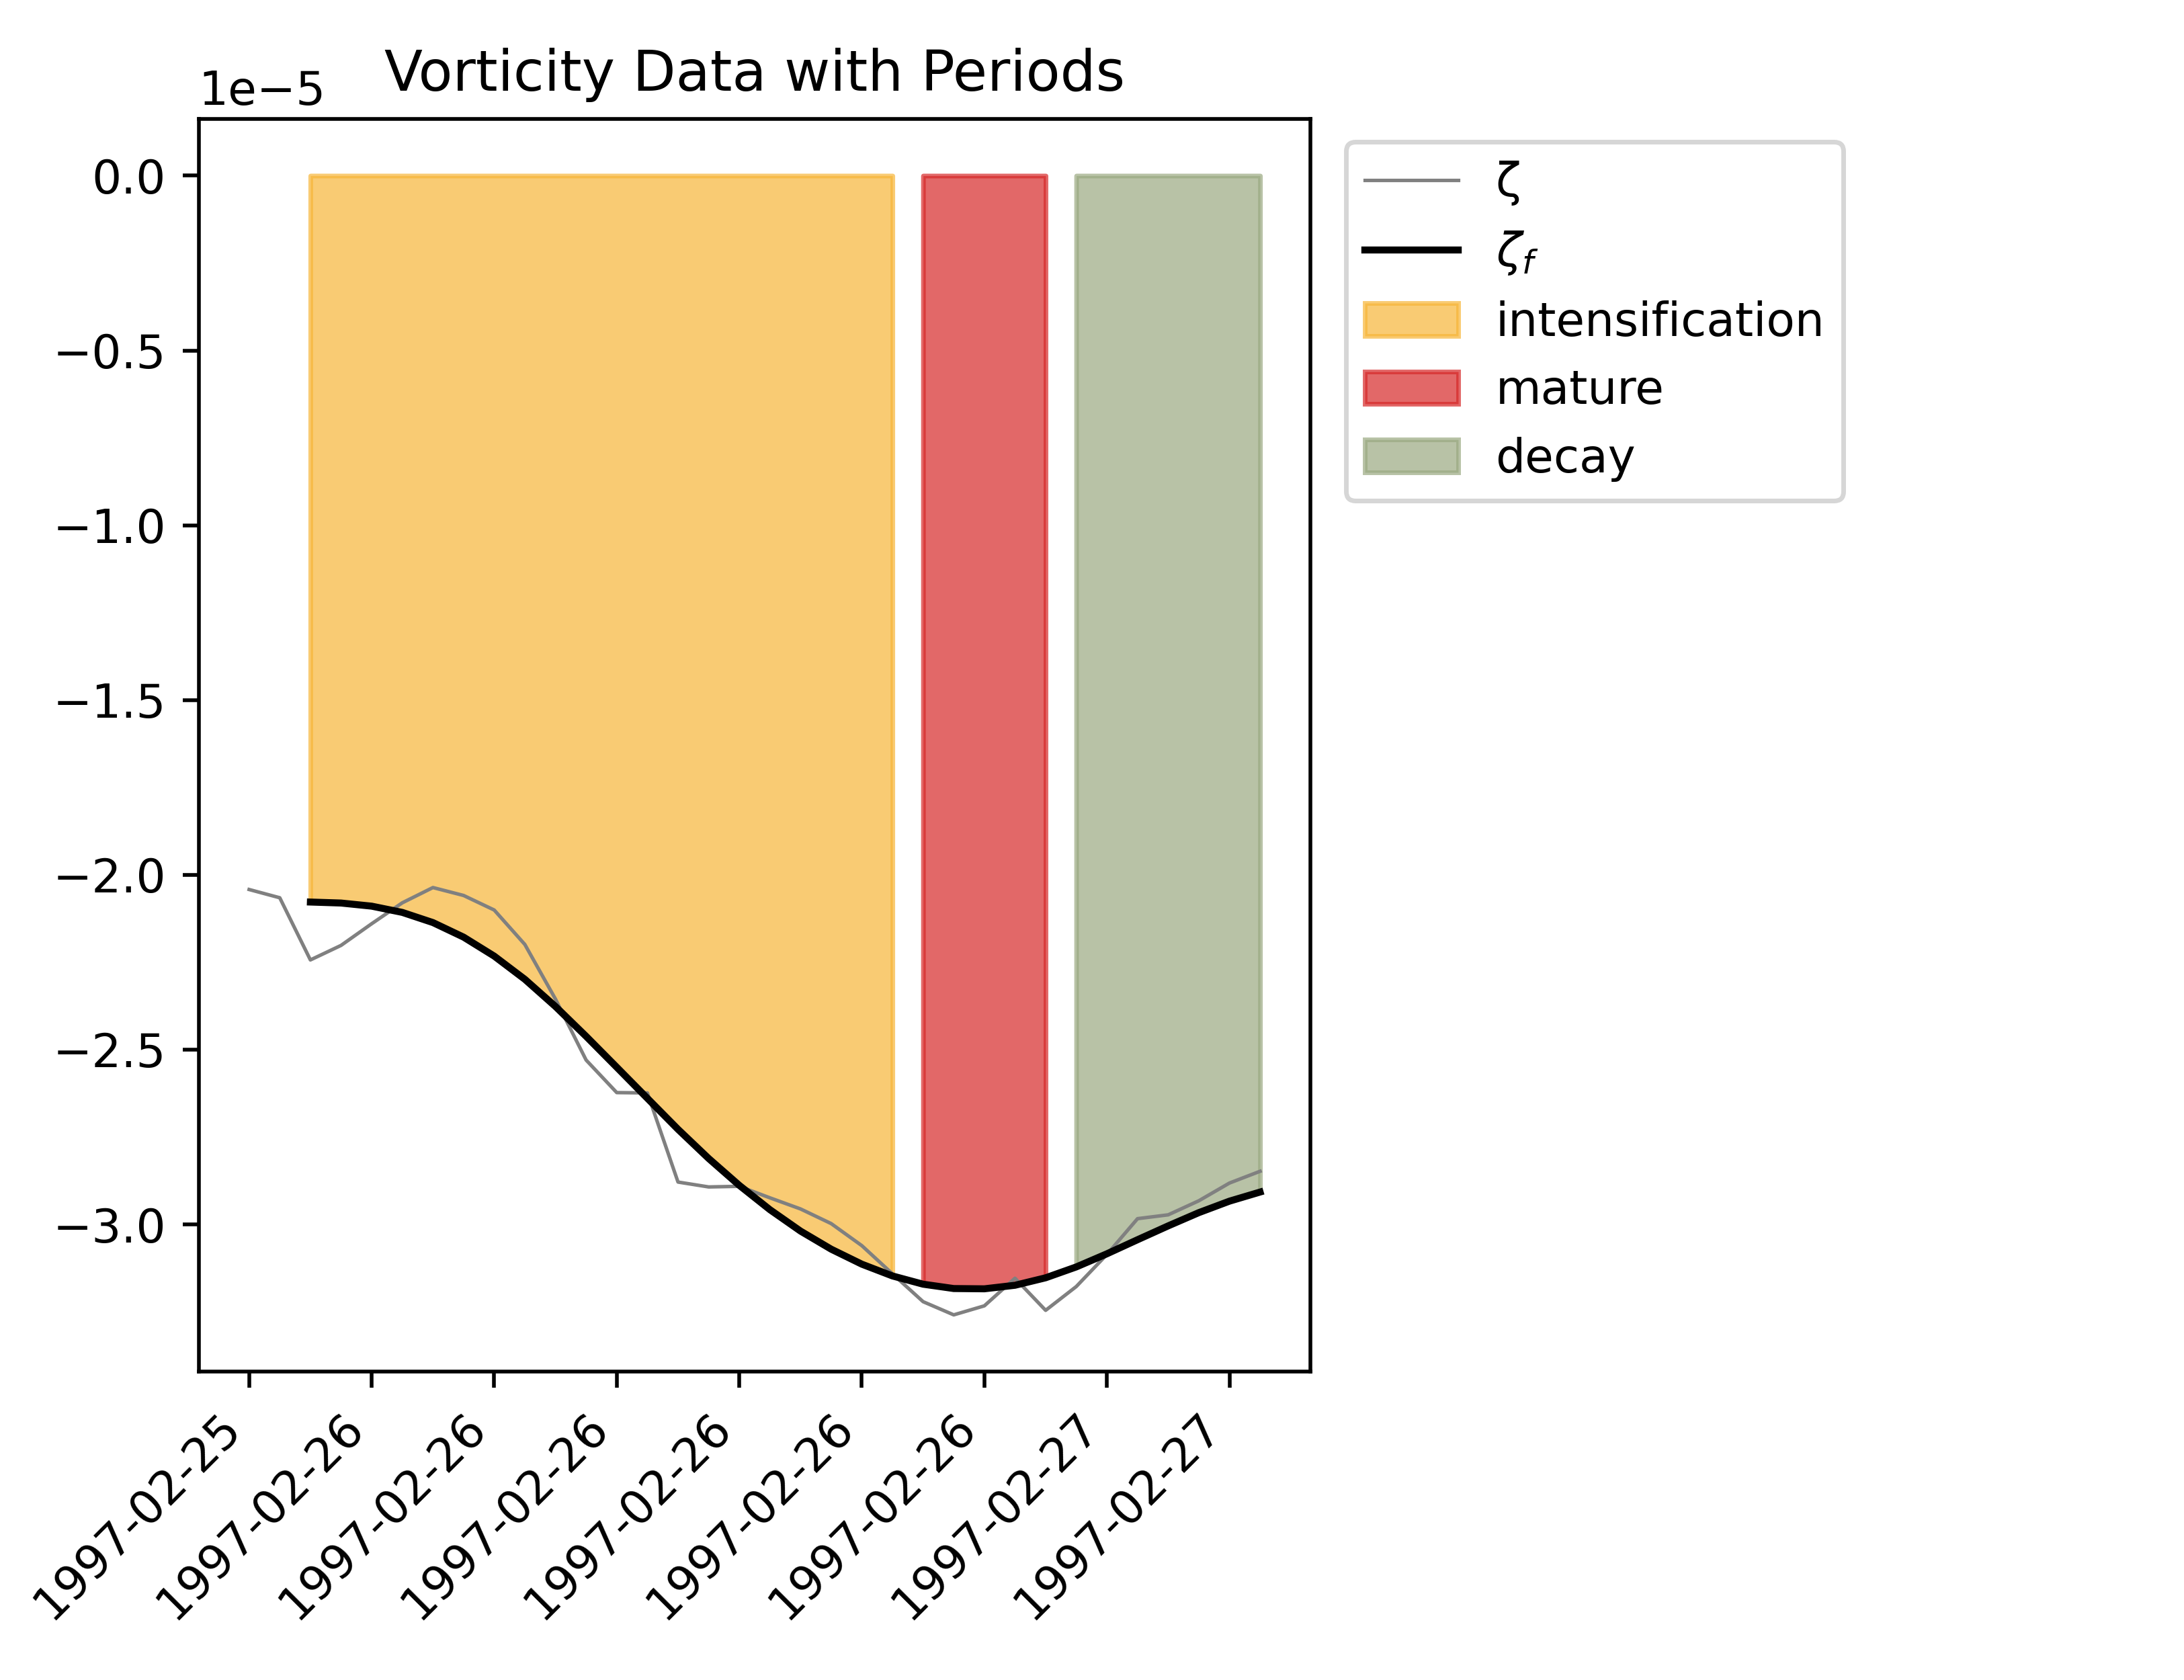 Vorticity Data with Periods
1e−5
0.0
−0.5
−1.0
−1.5
−2.0
−2.5
−3.0
1997-02-25
1997-02-26
1997-02-26
1997-02-26
1997-02-26
1997-02-26
1997-02-26
1997-02-27
1997-02-27
ζ
ζf
intensification
mature
decay